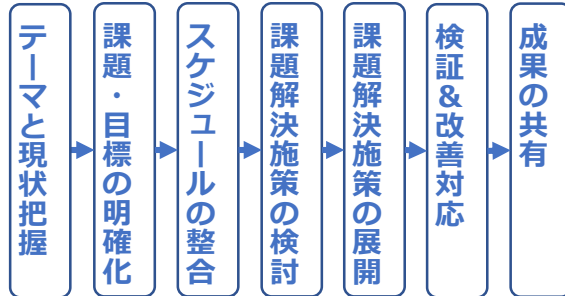 テーマと現状把握
課題・目標の明確化
スケジュールの整合
課題解決施策の検討
課題解決施策の展開
検証＆改善対応
成果の共有